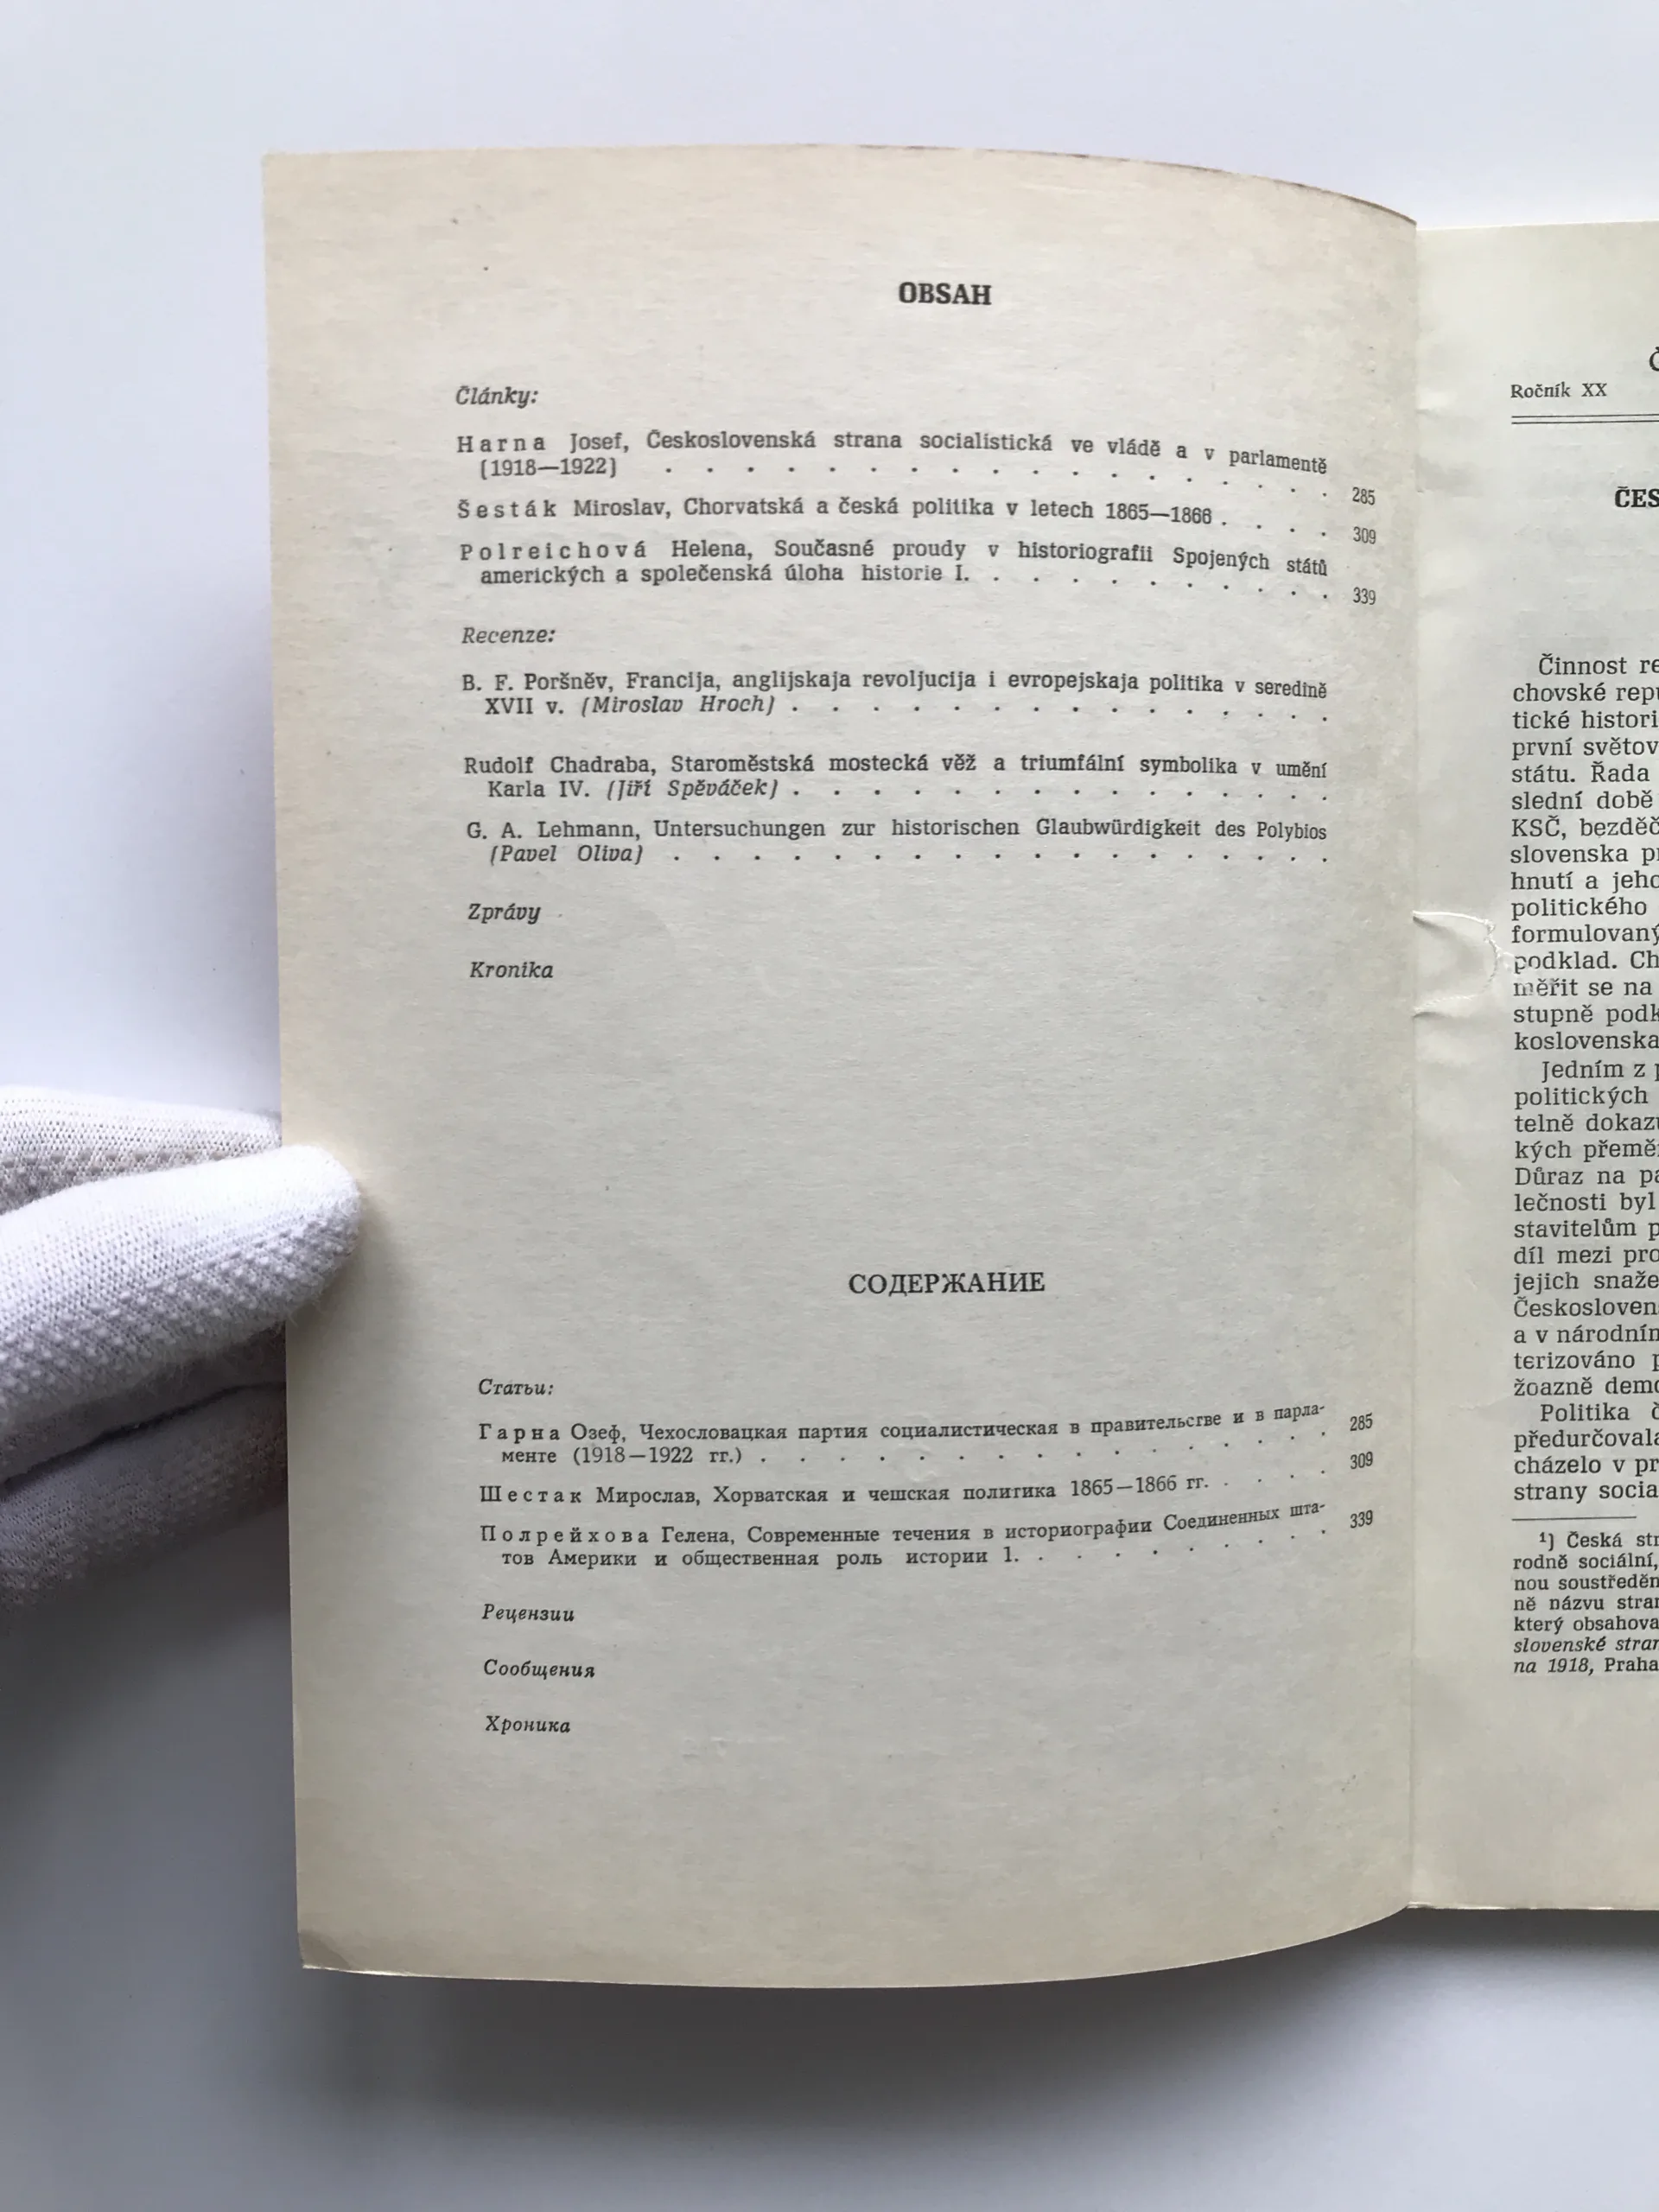 OBSAH
Články:
Harna Josef, Československá strana socialistická ve vládě a v parlamentě
(1918—1922) . . . . . . . . . . . . . . . . . 285
Šesták Miroslav, Chorvatská a česká politika v letech 1865—1866 . . . . 309
Polreichová Helena, Současné proudy v historiografii Spojených států
amerických a společenská úloha historie I. . . . . . . . . . 339
Recenze:
B. F. Poršněv, Francija, anglijskaja revoljucija i evropejskaja politika v seredině
XVII v. (Miroslav Hroch) . . . . . . . . . . . . . .
Rudolf Chadraba, Staroměstská mostecká věž a triumfální symbolika v umění
Karla IV. (Jiří Spěváček) . . . . . . . . . . . . . .
G. A. Lehmann, Untersuchungen zur historischen Glaubwürdigkeit des Polybios
(Pavel Oliva) . . . . . . . . . . . . . . . . .
Zprávy
Kronika
СОДЕРЖАНИЕ
Статьи:
Гарна Озеф, Чехословацкая партия социалистическая в правительстве и в парла-
менте (1918—1922 гг.) . . . . . . . . . . . . . . . 285
Шестак Мирослав, Хорватская и чешская политика 1865—1866 гг. . . . . 309
Полрейхова Гелена, Современные течения в историографии Соединенных шта-
тов Америки и общественная роль истории 1. . . . . . . . . 339
Рецензии
Сообщения
Хроника
Ročník XX
ČES
Činnost re
chovské repu
tické histori
první světov
státu. Řada
slední době
KSČ, bezděč
slovenska pr
hnutí a jeho
politického
formulovaný
podklad. Ch
měřit se na
stupně podk
koslovenska
Jedním z p
politických
telně dokazu
kých přemě
Důraz na pa
lečnosti byl
stavitelům p
díl mezi pro
jejich snaže
Českosloven
a v národním
terizováno p
žoazně demo
Politika č
předurčovala
cházelo v pr
strany socia
1) Česká str
rodně sociální,
nou soustředěn
ně názvu stran
který obsahova
slovenské stran
na 1918, Praha